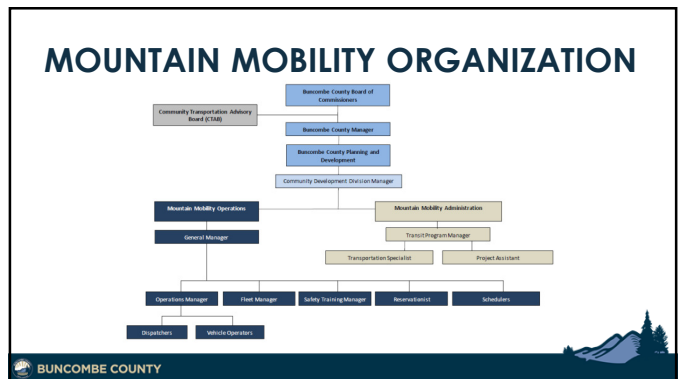 MOUNTAIN MOBILITY ORGANIZATION
Buncombe County Board of
Commissioners
Community Transportation Advisory
Board (CTAB)
Buncombe County Manager
Buncombe County Planning and
Development
Community Development Division Manager
Mountain Mobility Operations
Mountain Mobility Administration
General Manager
Transit Program Manager
Transportation Specialist
Project Assistant
Operations Manager
Fleet Manager
Safety Training Manager
Reservationist
Schedulers
Dispatchers
Vehicle Operators
BUNCOMBE COUNTY